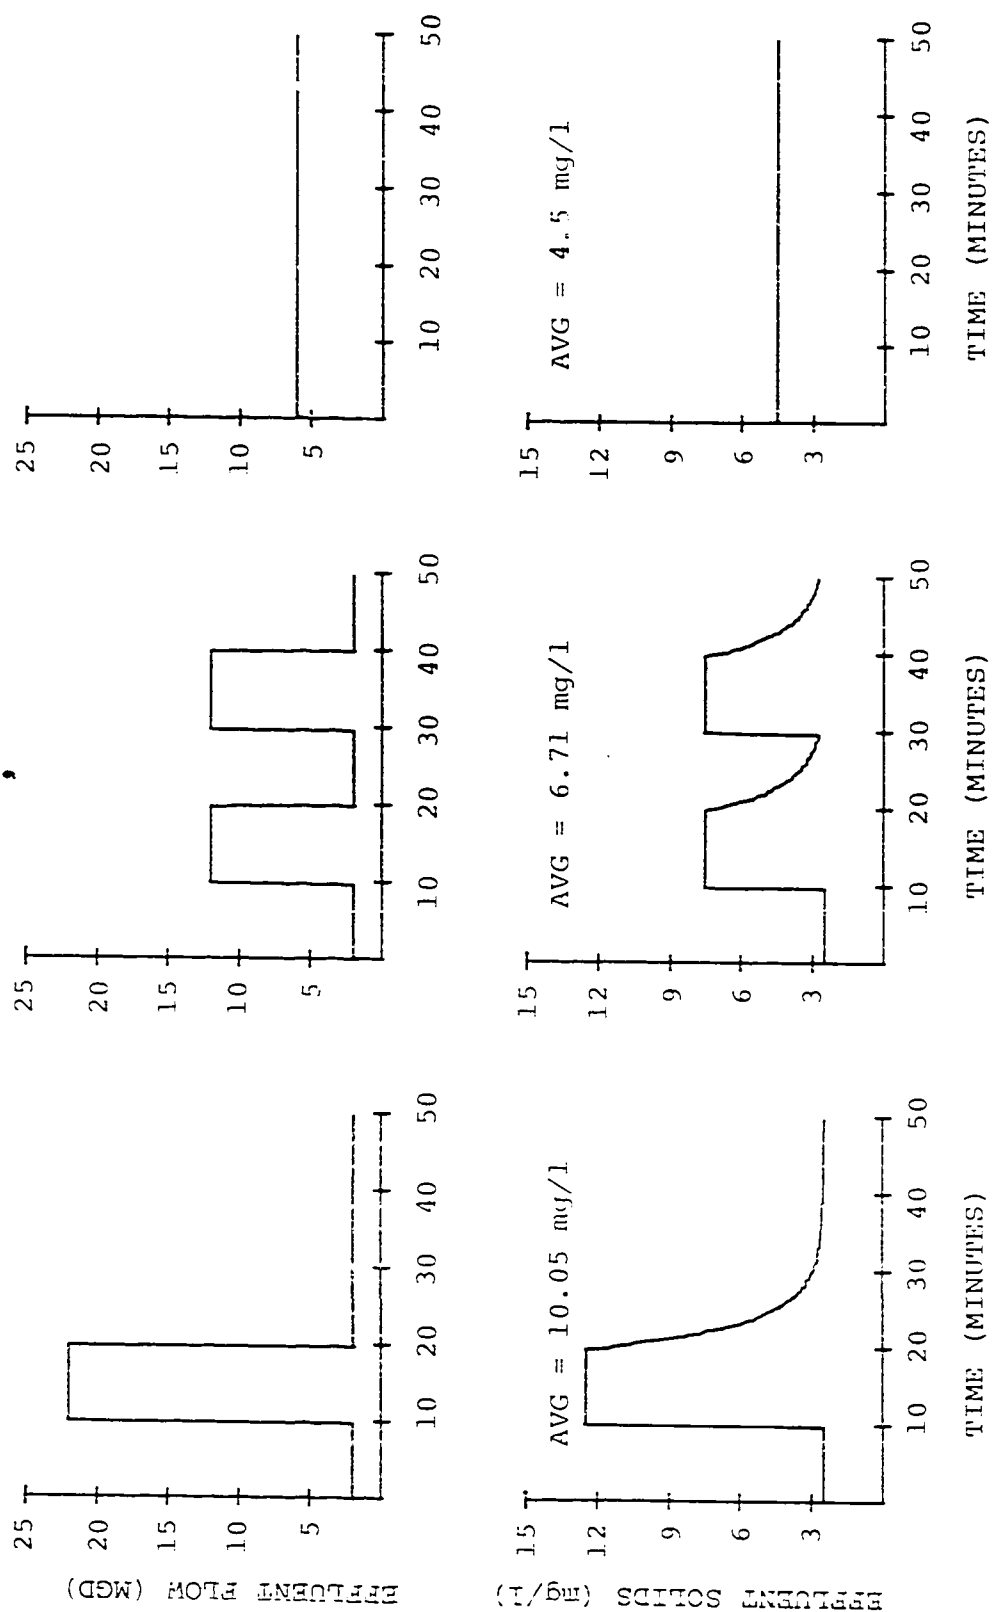 EFFLUENT FLOW (MGD)
25
20
15
10
5
10 20 30 40 50
25
20
15
10
5
10 20 30 40 50
25
20
15
10
5
10 20 30 40 50
EFFLUENT SOLIDS (mg/l)
15
12
9
6
3
AVG = 10.05 mg/l
10 20 30 40 50
TIME (MINUTES)
15
12
9
6
3
AVG = 6.71 mg/l
10 20 30 40 50
TIME (MINUTES)
15
12
9
6
3
AVG = 4.5 mg/l
10 20 30 40 50
TIME (MINUTES)